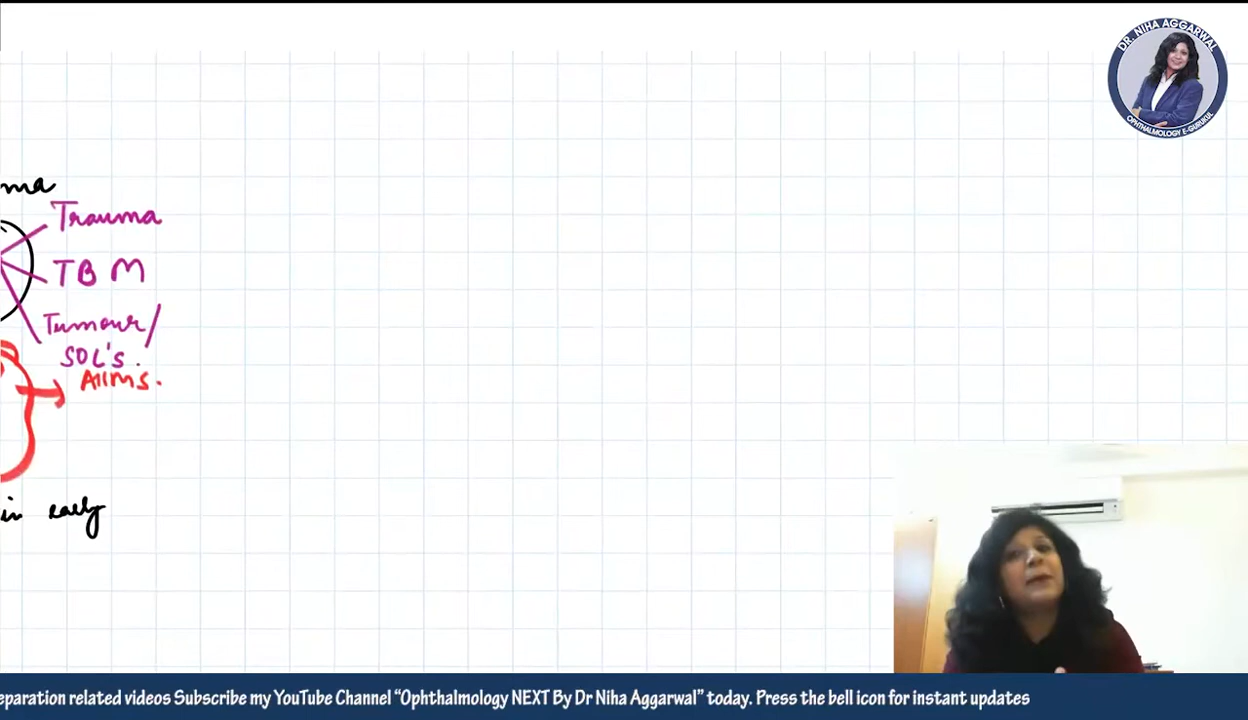 DR. NIHA AGGARWAL
OPHTHALMOLOGY E-GURUKUL
ma
Trauma
TBM
Tumour/
SOL's.
AIIMS.
in early
eparation related videos Subscribe my YouTube Channel “Ophthalmology NEXT By Dr Niha Aggarwal” today. Press the bell icon for instant updates